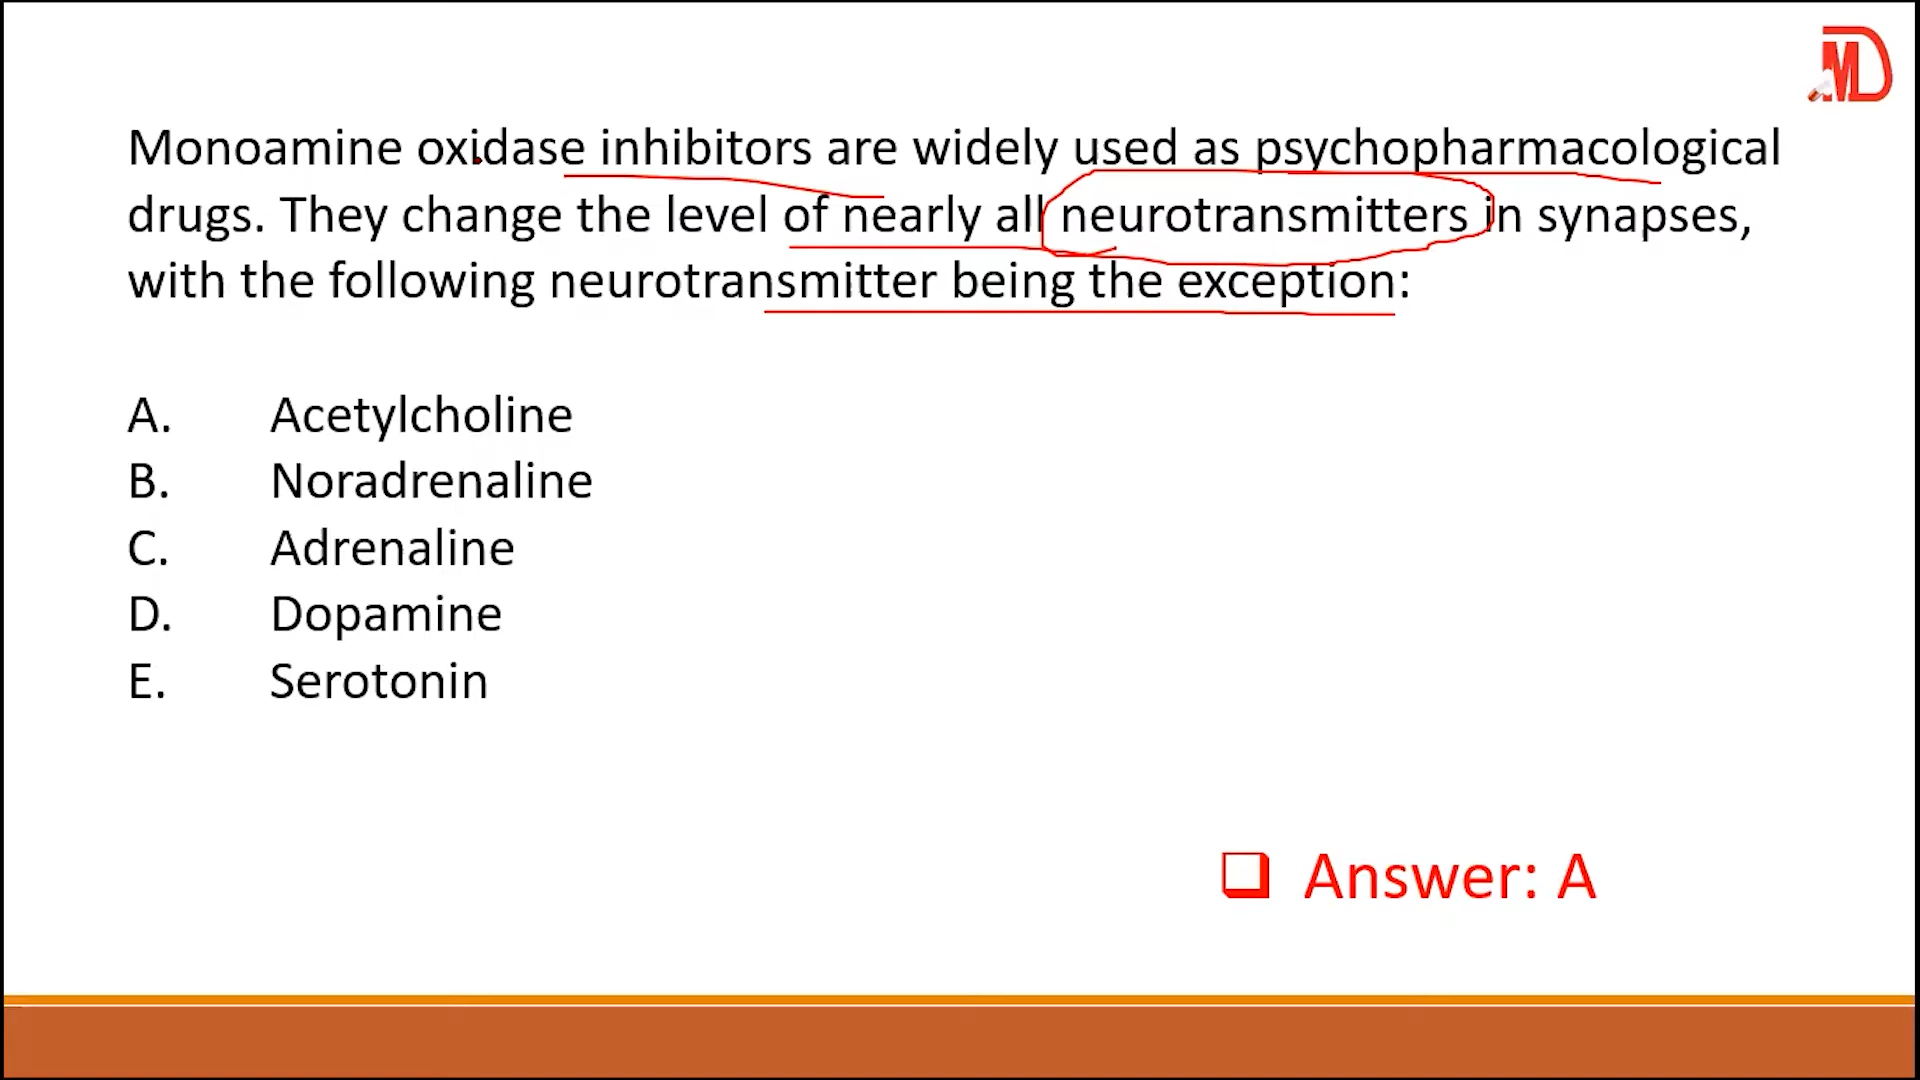 MD
Monoamine oxidase inhibitors are widely used as psychopharmacological
drugs. They change the level of nearly all neurotransmitters in synapses,
with the following neurotransmitter being the exception:
A. Acetylcholine
B. Noradrenaline
C. Adrenaline
D. Dopamine
E. Serotonin
❑ Answer: A